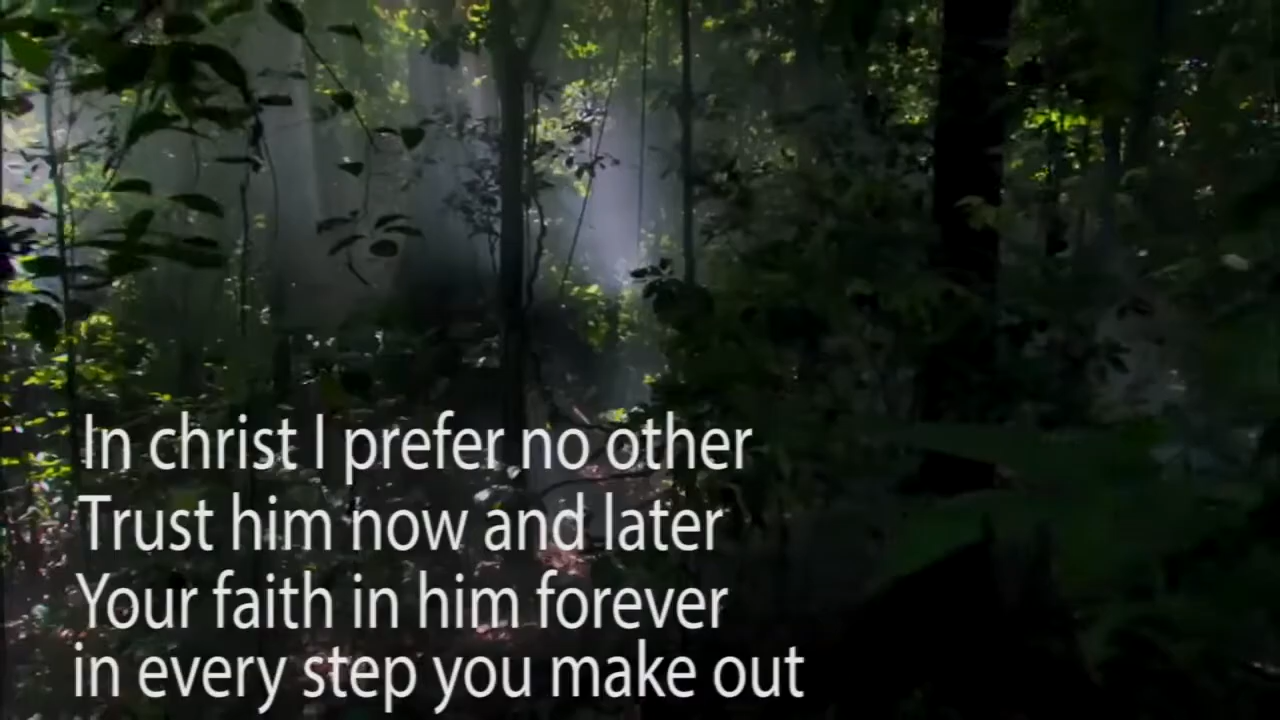 In christ I prefer no other
Trust him now and later
Your faith in him forever
in every step you make out